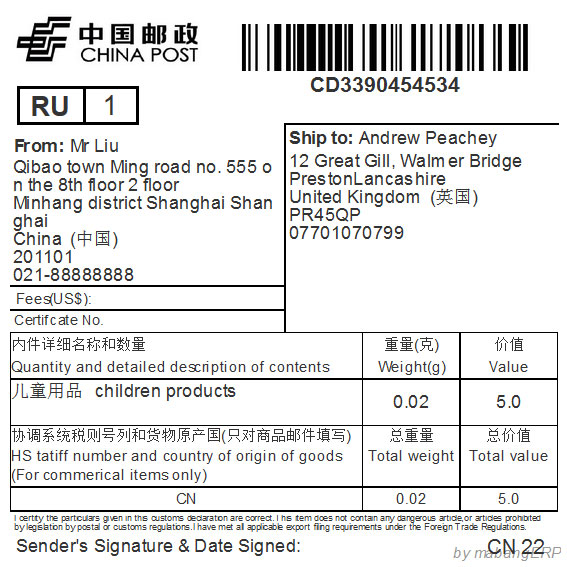 中国邮政
CHINA POST
CD3390454534
RU 1
From: Mr Liu
Qibao town Ming road no. 555 o
n the 8th floor 2 floor
Minhang district Shanghai Shan
ghai
China (中国)
201101
021-88888888
Fees(US$):
Certifcate No.
Ship to: Andrew Peachey
12 Great Gill, Walmer Bridge
PrestonLancashire
United Kingdom (英国)
PR45QP
07701070799
内件详细名称和数量 重量(克) 价值
Quantity and detailed description of contents Weight(g) Value
儿童用品 children products 0.02 5.0
协调系统税则号列和货物原产国(只对商品邮件填写) 总重量 总价值
HS tatiff number and country of origin of goods Total weight Total value
(For commerical items only)
CN 0.02 5.0
I certify the particulars given in this customs declaration are correct.This item does not contain any dangerous article,or articles prohibited
by legislation by postal or customs regulations.I have met all applicable export filing requirements under the Foreign Trade Regulations.
Sender's Signature & Date Signed: CN 22
by mabangERP